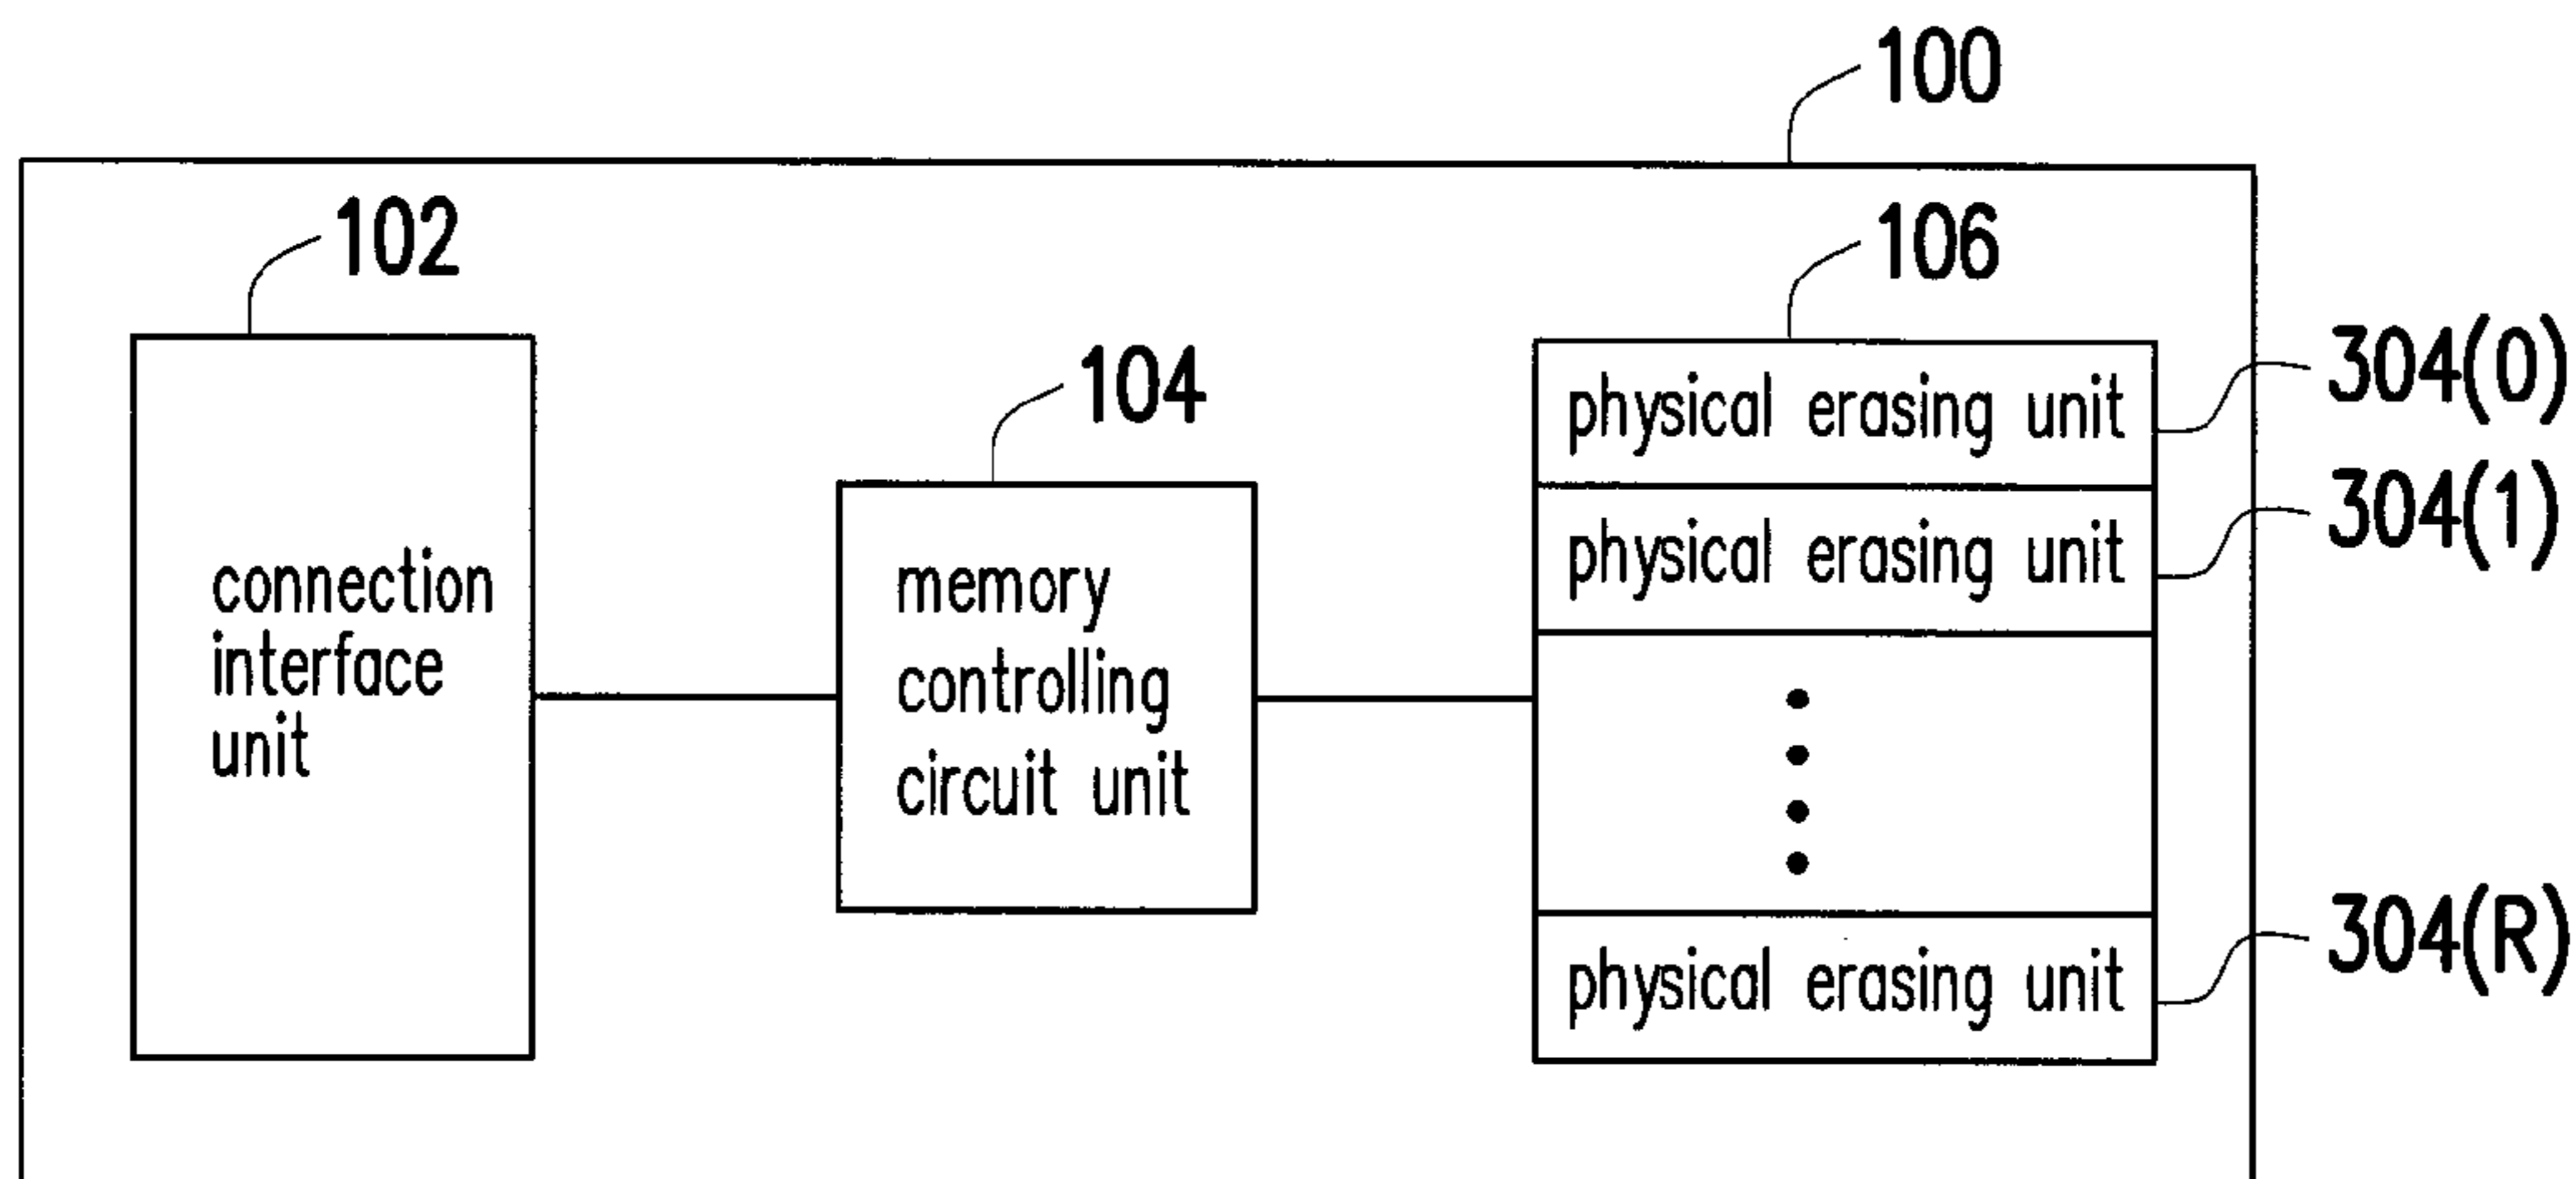 100
102
106
104
304(0)
physical erasing unit
304(1)
physical erasing unit
connection
interface
unit
memory
controlling
circuit unit
304(R)
physical erasing unit